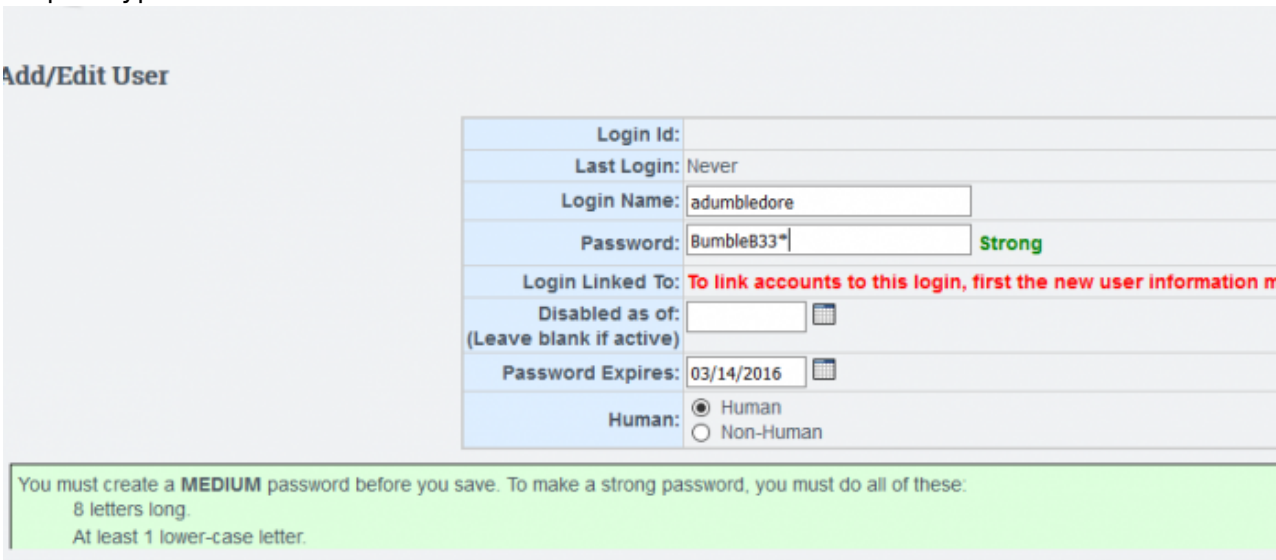 Add/Edit User
Login Id:
Last Login: Never
Login Name: adumbledore
Password: BumbleB33* Strong
Login Linked To: To link accounts to this login, first the new user information
Disabled as of:
(Leave blank if active)
Password Expires: 03/14/2016
Human: Human
Non-Human
You must create a MEDIUM password before you save. To make a strong password, you must do all of these:
8 letters long.
At least 1 lower-case letter.